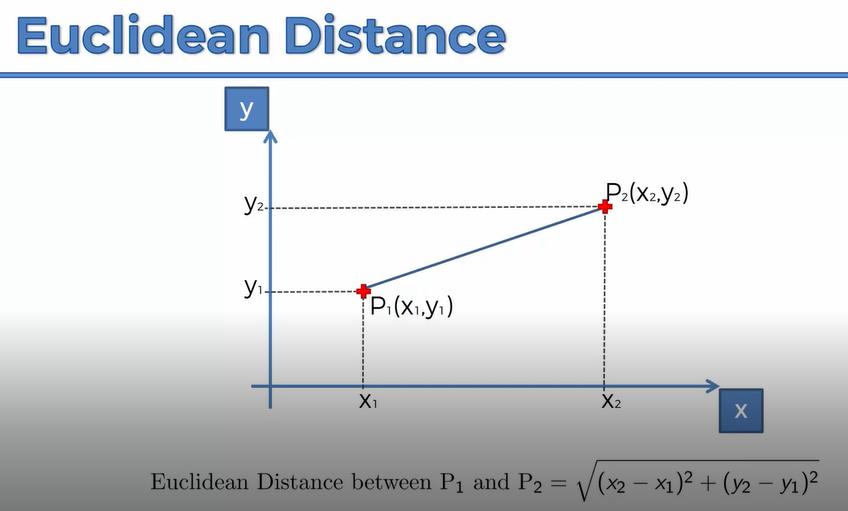 Euclidean Distance
y
y₂
P₂(x₂,y₂)
y₁
P₁(x₁,y₁)
x₁
x₂
x
Euclidean Distance between P₁ and P₂ = √((x₂ − x₁)² + (y₂ − y₁)²)